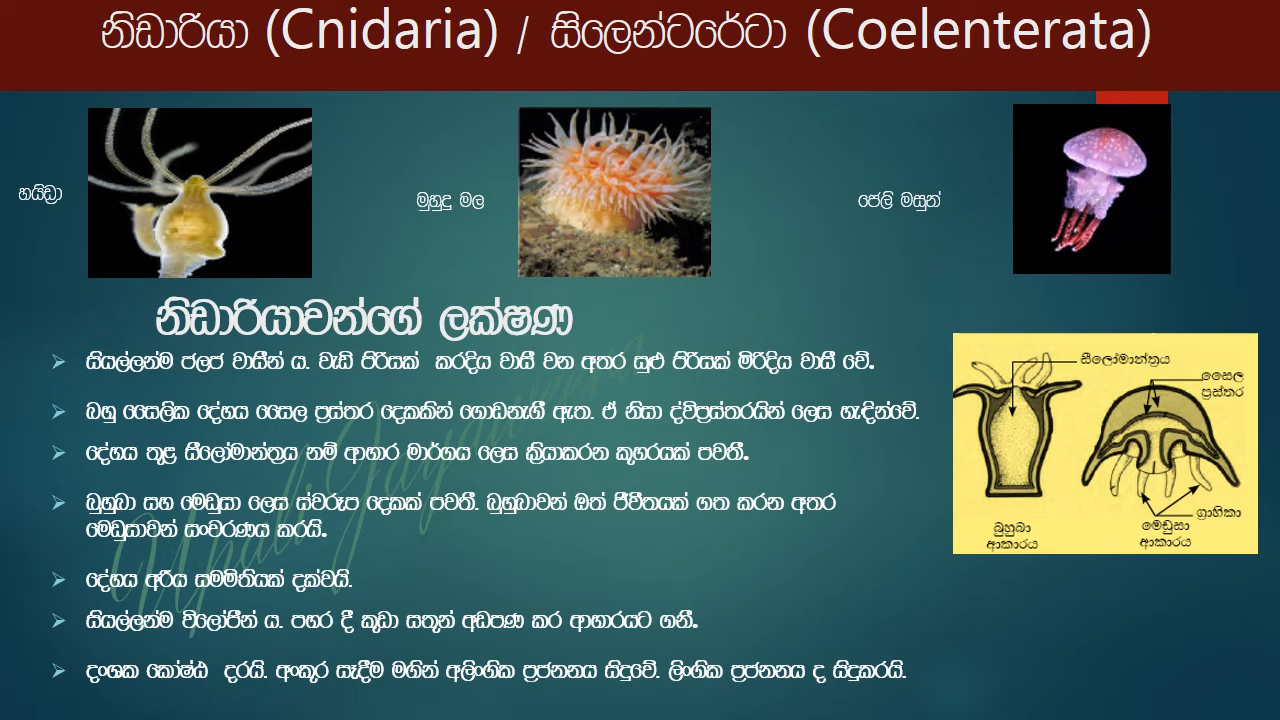 නිඩාරියා (Cnidaria) / සිලෙන්ටරේටා (Coelenterata)
හයිඩ්‍රා
මුහුදු මල
ජෙලි මසුන්
නිඩාරියාවන්ගේ ලක්ෂණ
සියල්ලන්ම ජලජ වාසීන් ය. වැඩි පිරිසක් කරදිය වාසී වන අතර සුළු පිරිසක් මිරිදිය වාසී වේ.
බහු සෛලික දේහය සෛල ප්‍රස්තර දෙකකින් ගොඩනැගී ඇත. ඒ නිසා ද්විප්‍රස්තරයින් ලෙස හැඳින්වේ.
දේහය තුළ සීලෝමාන්ත්‍රය නම් ආහාර මාර්ගය ලෙස ක්‍රියාකරන කුහරයක් පවතී.
බුහුබා සහ මෙඩුසා ලෙස ස්වරූප දෙකක් පවතී. බුහුබාවන් ඔත් ජීවීතයක් ගත කරන අතර
මෙඩුසාවන් සංචරණය කරයි.
දේහය අරීය සමමිතියක් දක්වයි.
සියල්ලන්ම විලෝපීන් ය. පහර දී කුඩා සතුන් අඩපණ කර ආහාරයට ගනී.
දංශක කෝෂ්ඨ දරයි. අංකුර සෑදීම මඟින් අලිංගික ප්‍රජනනය සිදුවේ. ලිංගික ප්‍රජනනය ද සිදුකරයි.
සීලෝමාන්ත්‍රය
සෛල
ප්‍රස්තර
ග්‍රාහිකා
බුහුබා
ආකාරය
මෙඩුසා
ආකාරය
Upali Jayaweera